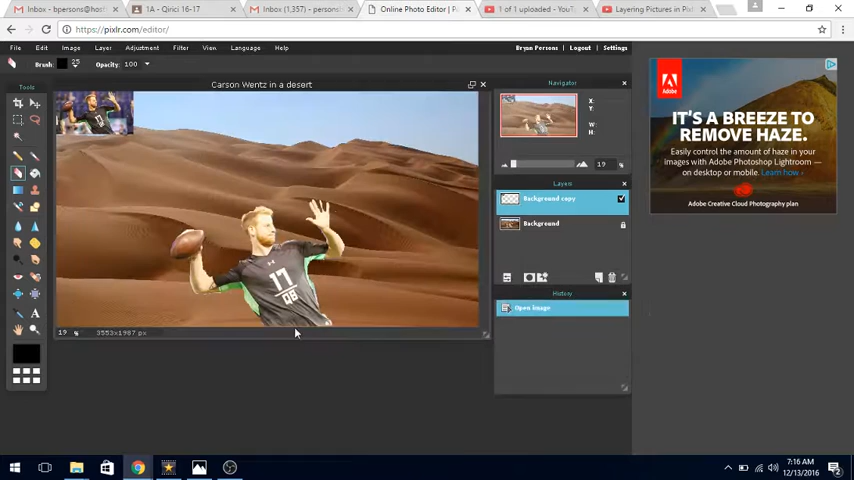 Inbox - bpersons@host
1A - Qirici 16-17
Inbox (1,357) - persons
Online Photo Editor | Pi
1 of 1 uploaded - YouT
Layering Pictures in Pix
https://pixlr.com/editor/
File Edit Image Layer Adjustment Filter View Language Help
Bryan Persons Logout Settings
Brush: 25 Opacity: 100
Tools
Carson Wentz in a desert
17
QB
19 % 3553x1987 px
Navigator
X:
Y:
W:
H:
19 %
Layers
Background copy
Background
History
Open image
Adobe
IT'S A BREEZE TO
REMOVE HAZE.
Easily control the amount of haze in your
images with Adobe Photoshop Lightroom —
on desktop or mobile. Learn how ›
Adobe Creative Cloud Photography plan
7:16 AM
12/13/2016
2